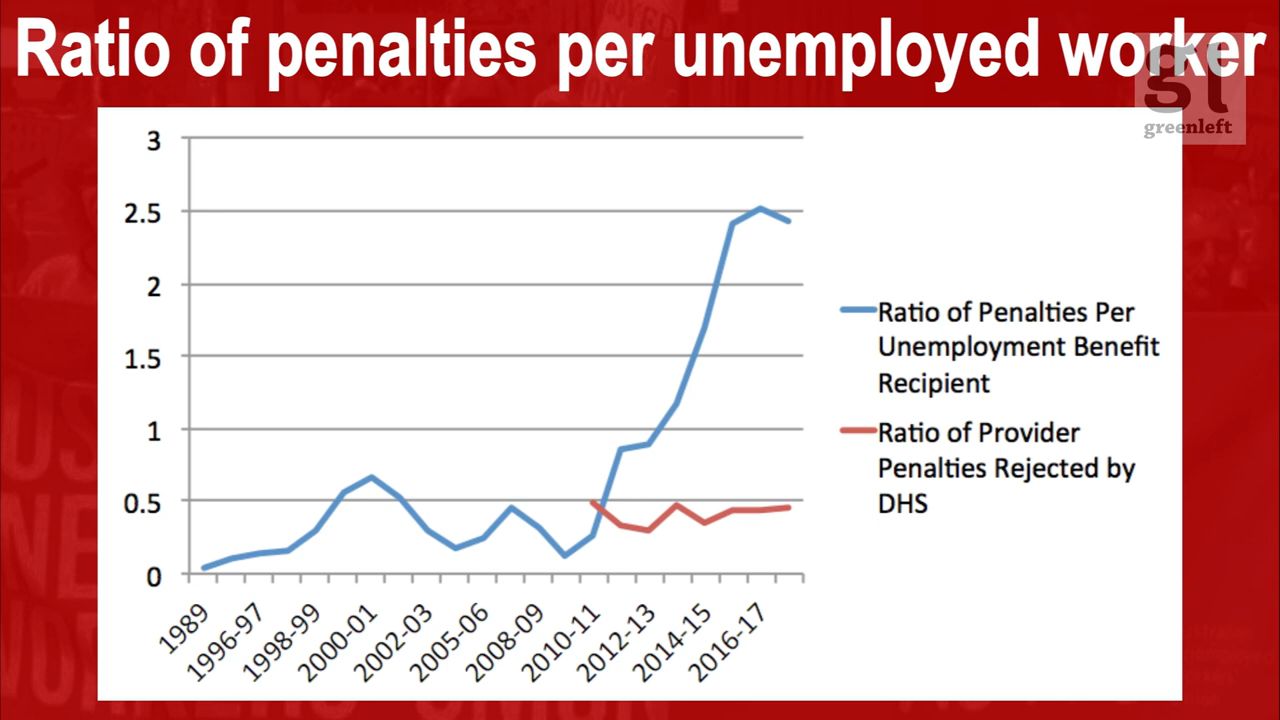 Ratio of penalties per unemployed worker
gl
greenleft
3
2.5
2
1.5
1
0.5
0
1989
1996-97
1998-99
2000-01
2002-03
2005-06
2008-09
2010-11
2012-13
2014-15
2016-17
Ratio of Penalties Per
Unemployment Benefit
Recipient
Ratio of Provider
Penalties Rejected by
DHS